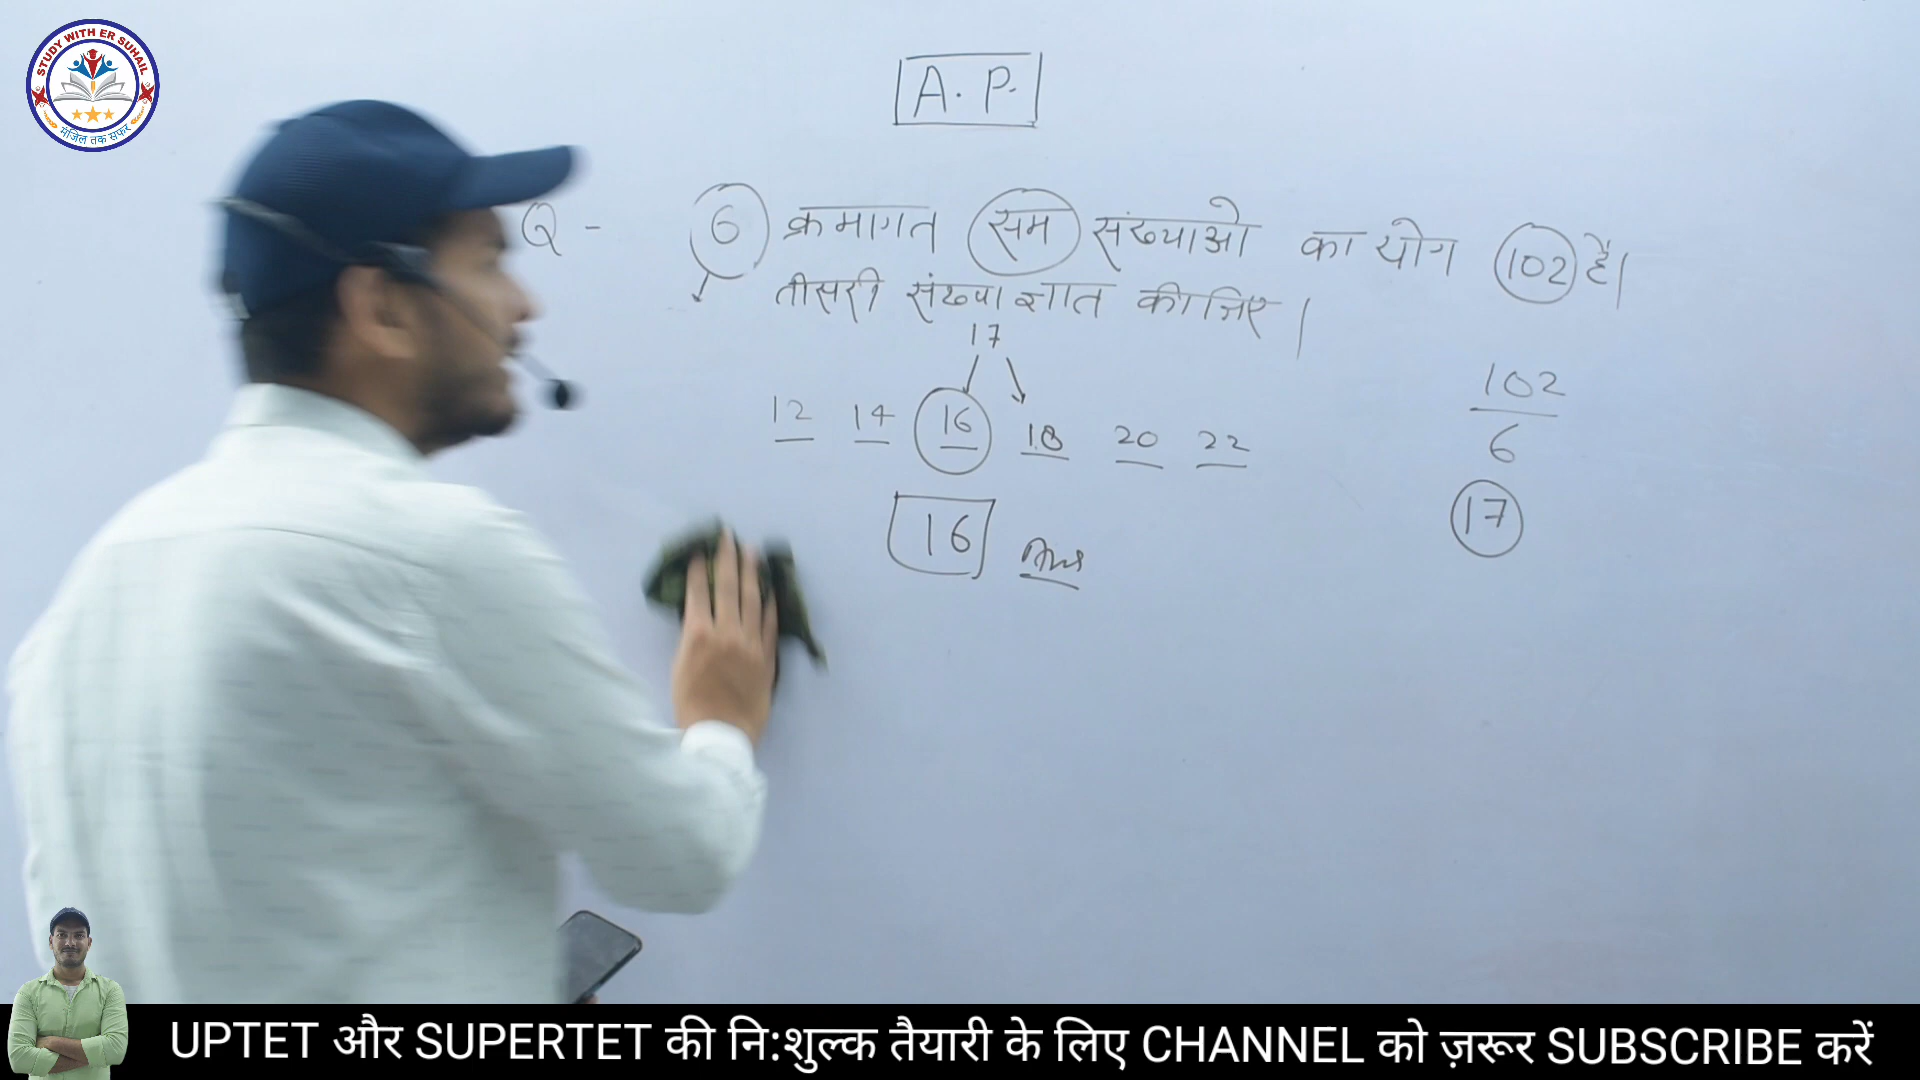 STUDY WITH ER SUHAIL
मंजिल तक सफर
A. P.
Q - 6 क्रमागत सम संख्याओ का योग 102 है।
तीसरी संख्या ज्ञात कीजिए।
17
12 14 16 18 20 22
16 Ans
102
6
17
UPTET और SUPERTET की नि:शुल्क तैयारी के लिए CHANNEL को ज़रूर SUBSCRIBE करें